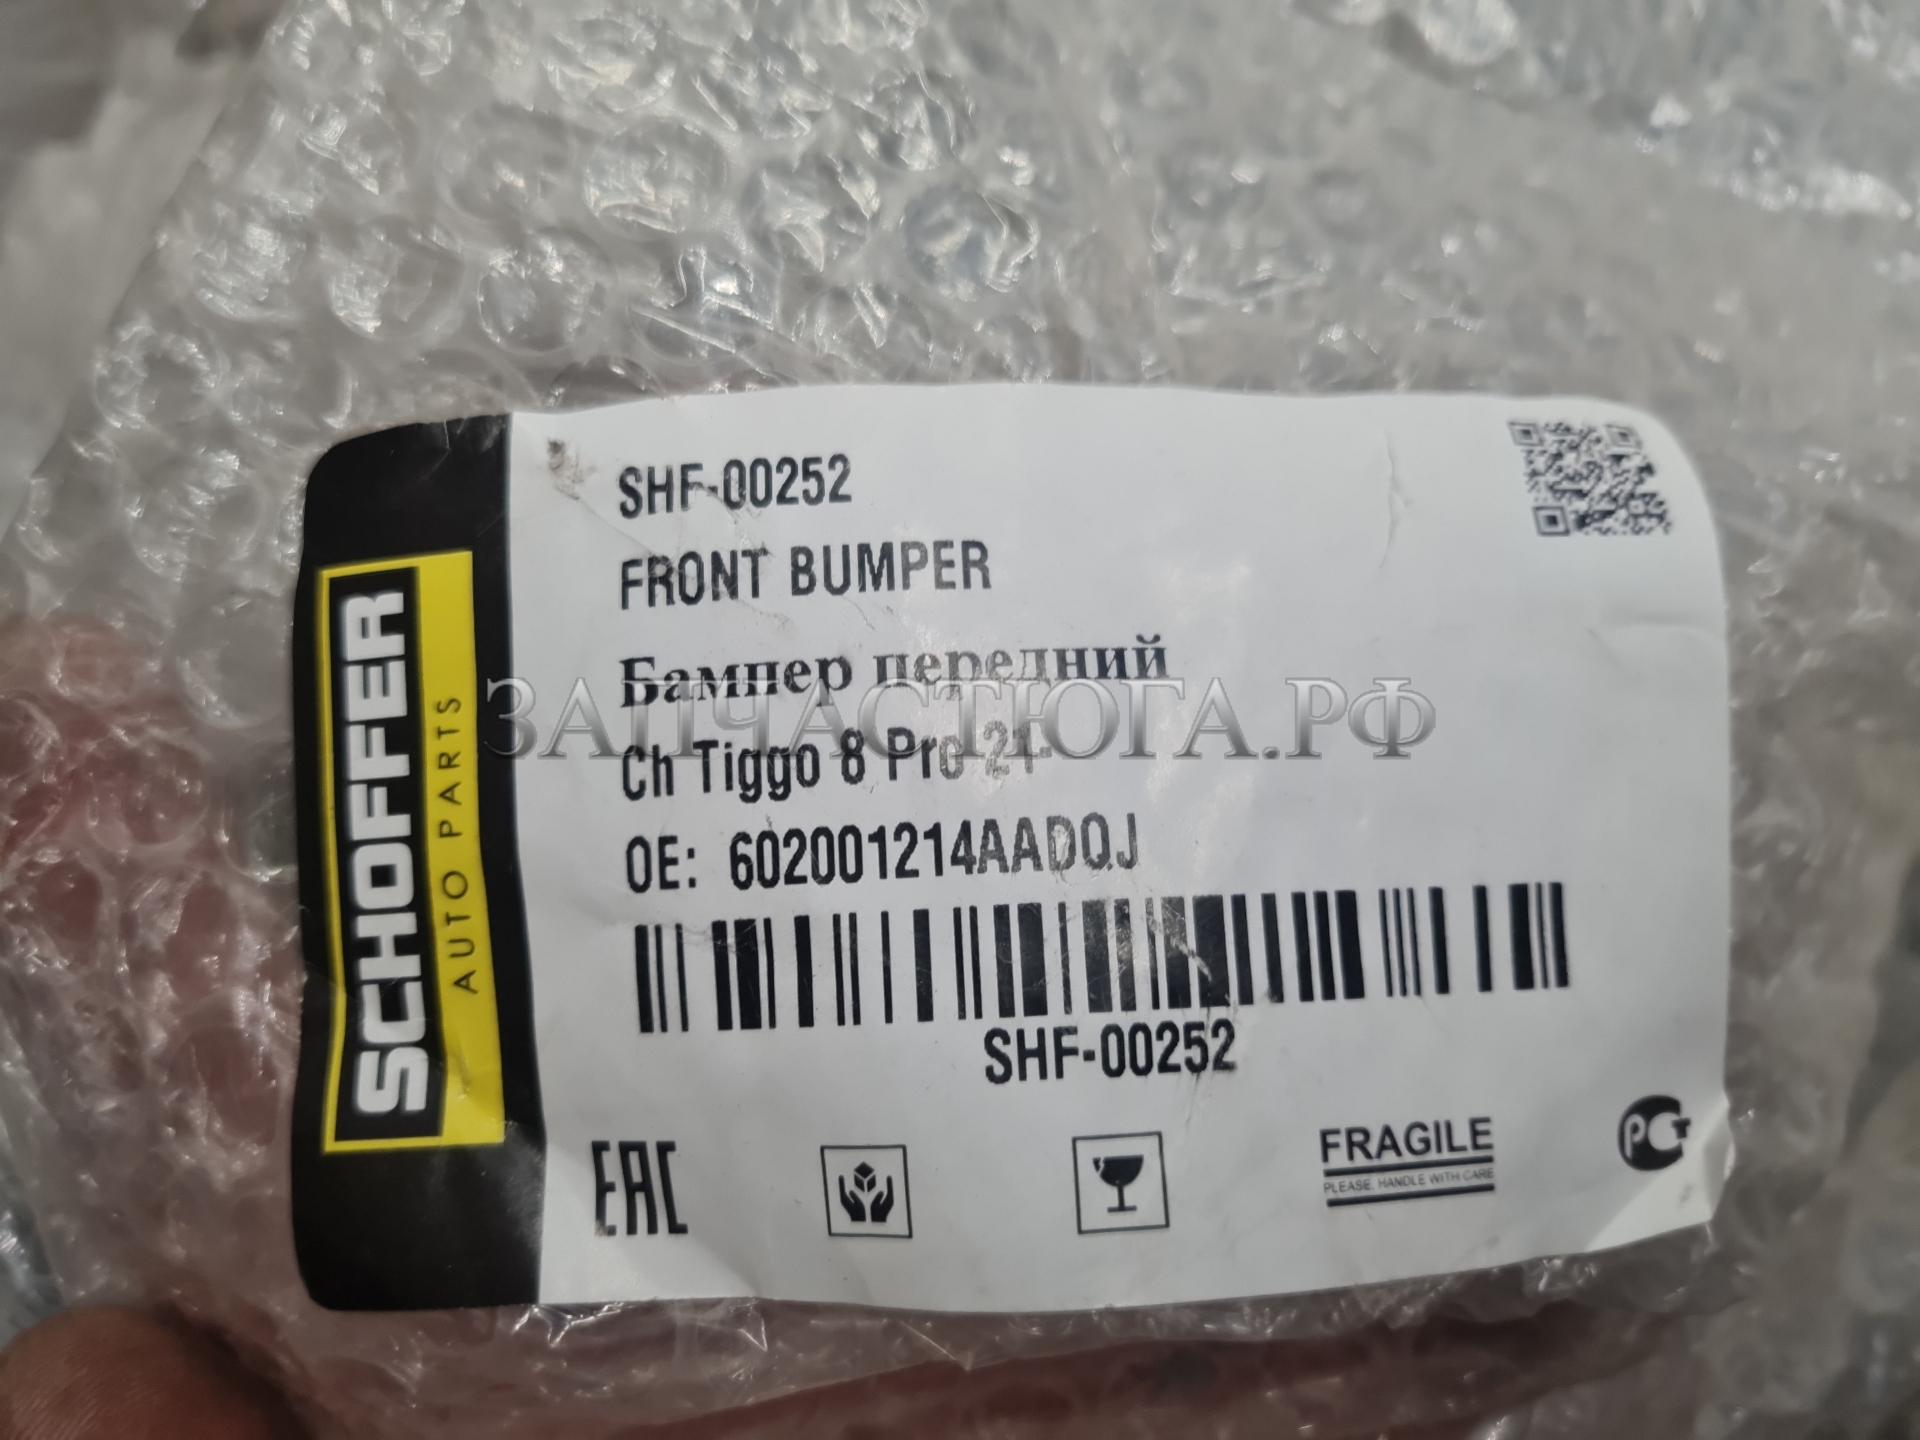 SHF-00252
FRONT BUMPER
Бампер передний
ЗАПЧАСТЮГА.РФ
Ch Tiggo 8 Pro 21-
OE: 602001214AADQJ
SHF-00252
SCHOFFER
AUTO PARTS
EAC
FRAGILE
PLEASE, HANDLE WITH CARE
РСТ